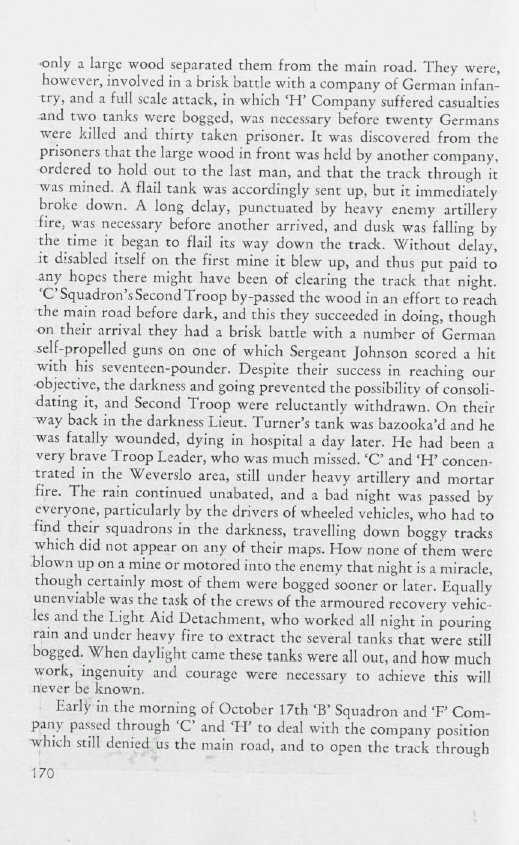 only a large wood separated them from the main road. They were,
however, involved in a brisk battle with a company of German infan-
try, and a full scale attack, in which ‘H’ Company suffered casualties
and two tanks were bogged, was necessary before twenty Germans
were killed and thirty taken prisoner. It was discovered from the
prisoners that the large wood in front was held by another company,
ordered to hold out to the last man, and that the track through it
was mined. A flail tank was accordingly sent up, but it immediately
broke down. A long delay, punctuated by heavy enemy artillery
fire, was necessary before another arrived, and dusk was falling by
the time it began to flail its way down the track. Without delay,
it disabled itself on the first mine it blew up, and thus put paid to
any hopes there might have been of clearing the track that night.
‘C’ Squadron’s Second Troop by-passed the wood in an effort to reach
the main road before dark, and this they succeeded in doing, though
on their arrival they had a brisk battle with a number of German
self-propelled guns on one of which Sergeant Johnson scored a hit
with his seventeen-pounder. Despite their success in reaching our
objective, the darkness and going prevented the possibility of consoli-
dating it, and Second Troop were reluctantly withdrawn. On their
way back in the darkness Lieut. Turner’s tank was bazooka’d and he
was fatally wounded, dying in hospital a day later. He had been a
very brave Troop Leader, who was much missed. ‘C’ and ‘H’ concen-
trated in the Weverslo area, still under heavy artillery and mortar
fire. The rain continued unabated, and a bad night was passed by
everyone, particularly by the drivers of wheeled vehicles, who had to
find their squadrons in the darkness, travelling down boggy tracks
which did not appear on any of their maps. How none of them were
blown up on a mine or motored into the enemy that night is a miracle,
though certainly most of them were bogged sooner or later. Equally
unenviable was the task of the crews of the armoured recovery vehic-
les and the Light Aid Detachment, who worked all night in pouring
rain and under heavy fire to extract the several tanks that were still
bogged. When daylight came these tanks were all out, and how much
work, ingenuity and courage were necessary to achieve this will
never be known.
Early in the morning of October 17th ‘B’ Squadron and ‘F’ Com-
pany passed through ‘C’ and ‘H’ to deal with the company position
which still denied us the main road, and to open the track through
170